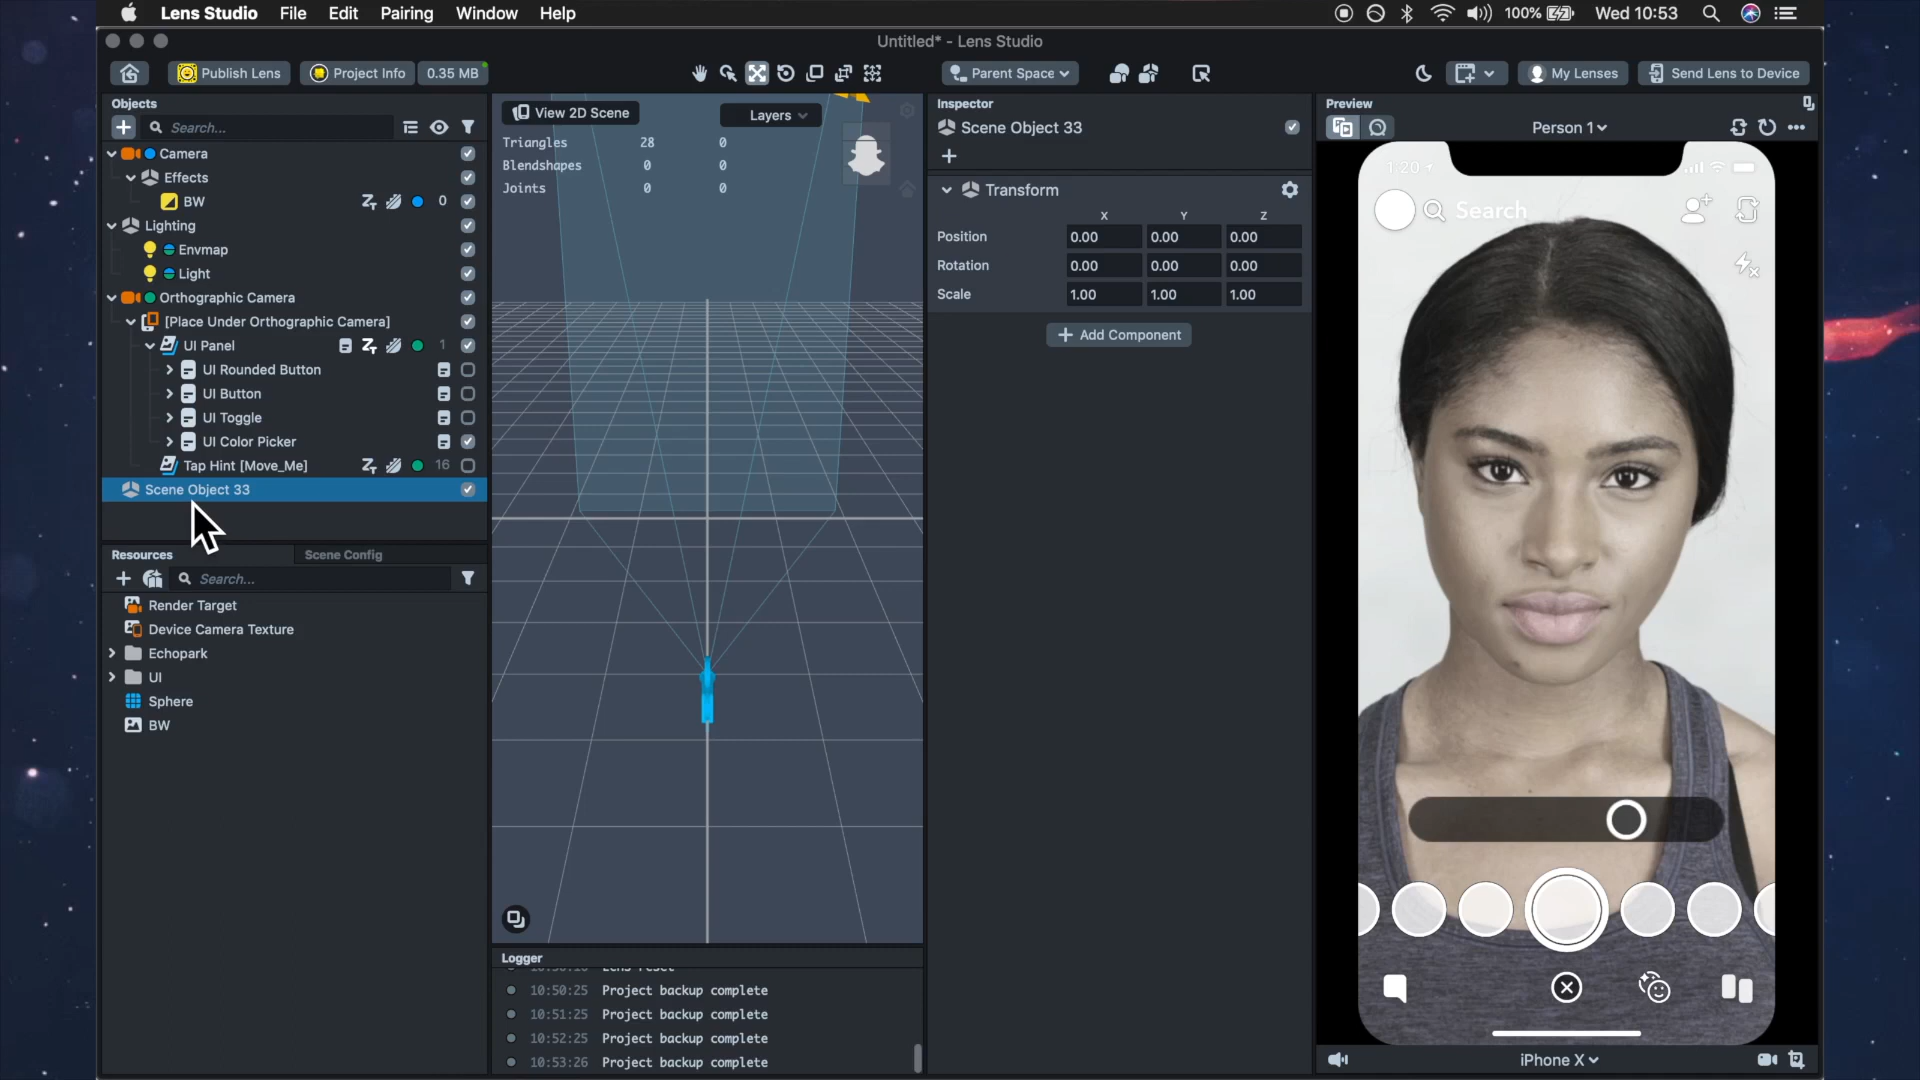 Lens Studio File Edit Pairing Window Help
100% Wed 10:53
Untitled* - Lens Studio
Publish Lens Project Info 0.35 MB Parent Space My Lenses Send Lens to Device
Objects
Search...
Camera
Effects
BW 0
Lighting
Envmap
Light
Orthographic Camera
[Place Under Orthographic Camera]
UI Panel 1
UI Rounded Button
UI Button
UI Toggle
UI Color Picker
Tap Hint [Move_Me] 16
Scene Object 33
Resources Scene Config
Search...
Render Target
Device Camera Texture
Echopark
UI
Sphere
BW
View 2D Scene Layers
Triangles 28 0
Blendshapes 0 0
Joints 0 0
Logger
Lens reset
10:50:25 Project backup complete
10:51:25 Project backup complete
10:52:25 Project backup complete
10:53:26 Project backup complete
Inspector
Scene Object 33
Transform
X Y Z
Position 0.00 0.00 0.00
Rotation 0.00 0.00 0.00
Scale 1.00 1.00 1.00
Add Component
Preview
Person 1
1:20
Search
iPhone X